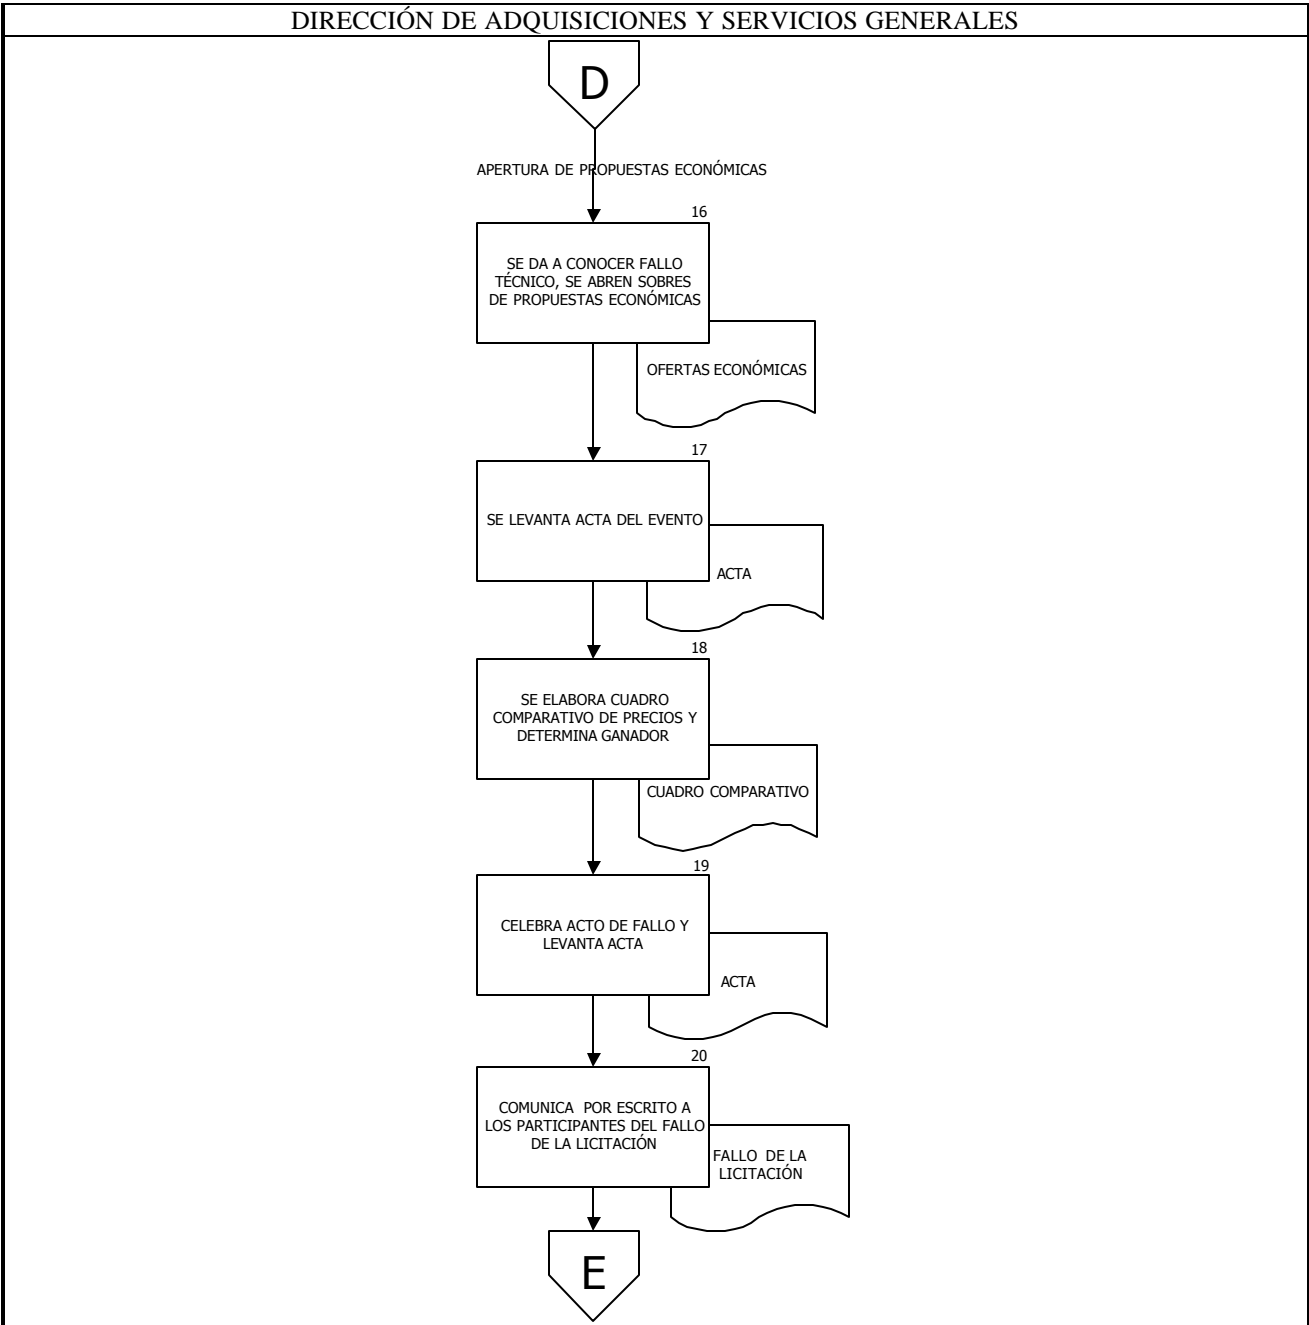 DIRECCIÓN DE ADQUISICIONES Y SERVICIOS GENERALES
D
APERTURA DE PROPUESTAS ECONÓMICAS
16
SE DA A CONOCER FALLO
TÉCNICO, SE ABREN SOBRES
DE PROPUESTAS ECONÓMICAS
OFERTAS ECONÓMICAS
17
SE LEVANTA ACTA DEL EVENTO
ACTA
18
SE ELABORA CUADRO
COMPARATIVO DE PRECIOS Y
DETERMINA GANADOR
CUADRO COMPARATIVO
19
CELEBRA ACTO DE FALLO Y
LEVANTA ACTA
ACTA
20
COMUNICA POR ESCRITO A
LOS PARTICIPANTES DEL FALLO
DE LA LICITACIÓN
FALLO DE LA
LICITACIÓN
E